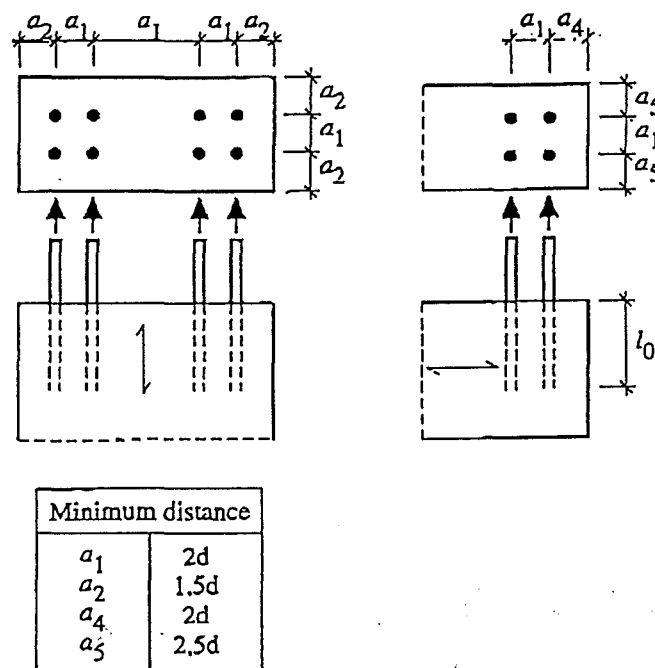 a₂ a₁ a₁ a₁ a₂
a₂
a₁
a₂
a₁ a₄
a₁
a₅
l₀
Minimum distance
a₁ 2d
a₂ 1.5d
a₄ 2d
a₅ 2,5d